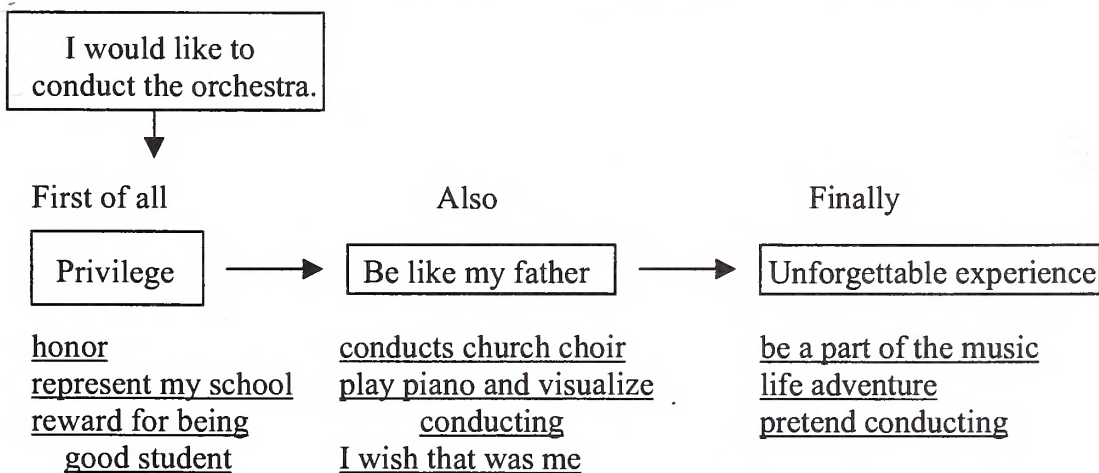 I would like to
conduct the orchestra.
First of all
Also
Finally
Privilege
Be like my father
Unforgettable experience
honor
represent my school
reward for being
good student
conducts church choir
play piano and visualize
conducting
I wish that was me
be a part of the music
life adventure
pretend conducting